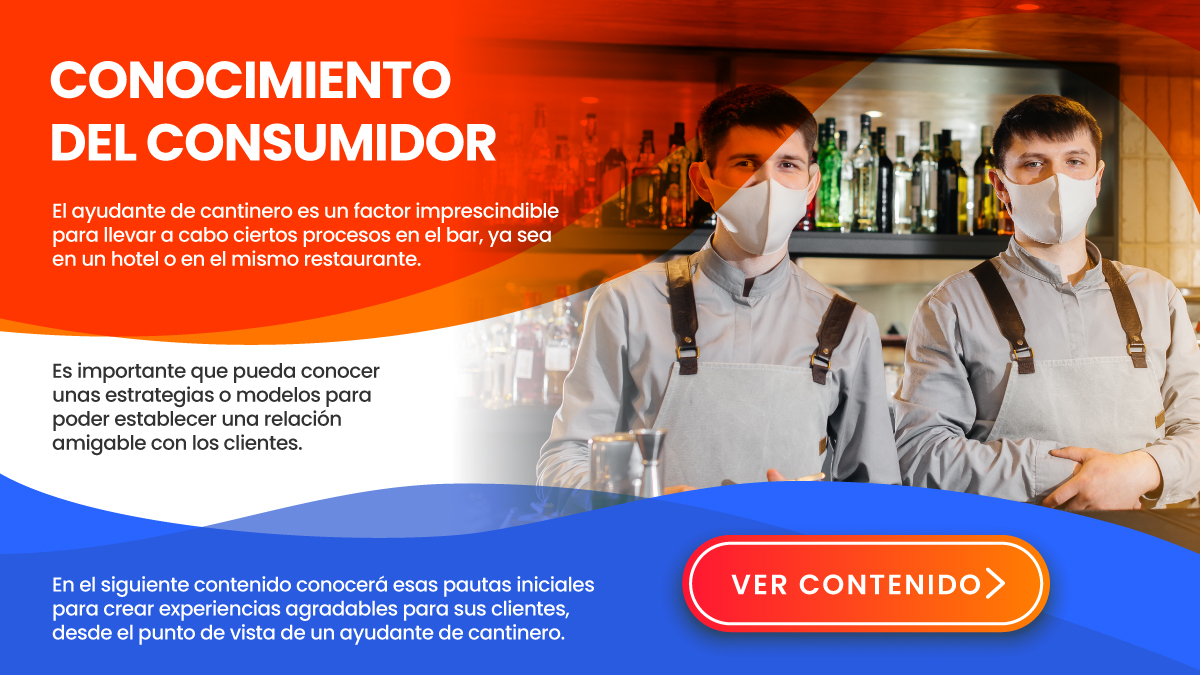 CONOCIMIENTO
DEL CONSUMIDOR
El ayudante de cantinero es un factor imprescindible
para llevar a cabo ciertos procesos en el bar, ya sea
en un hotel o en el mismo restaurante.
Es importante que pueda conocer
unas estrategias o modelos para
poder establecer una relación
amigable con los clientes.
En el siguiente contenido conocerá esas pautas iniciales
para crear experiencias agradables para sus clientes,
desde el punto de vista de un ayudante de cantinero.
VER CONTENIDO